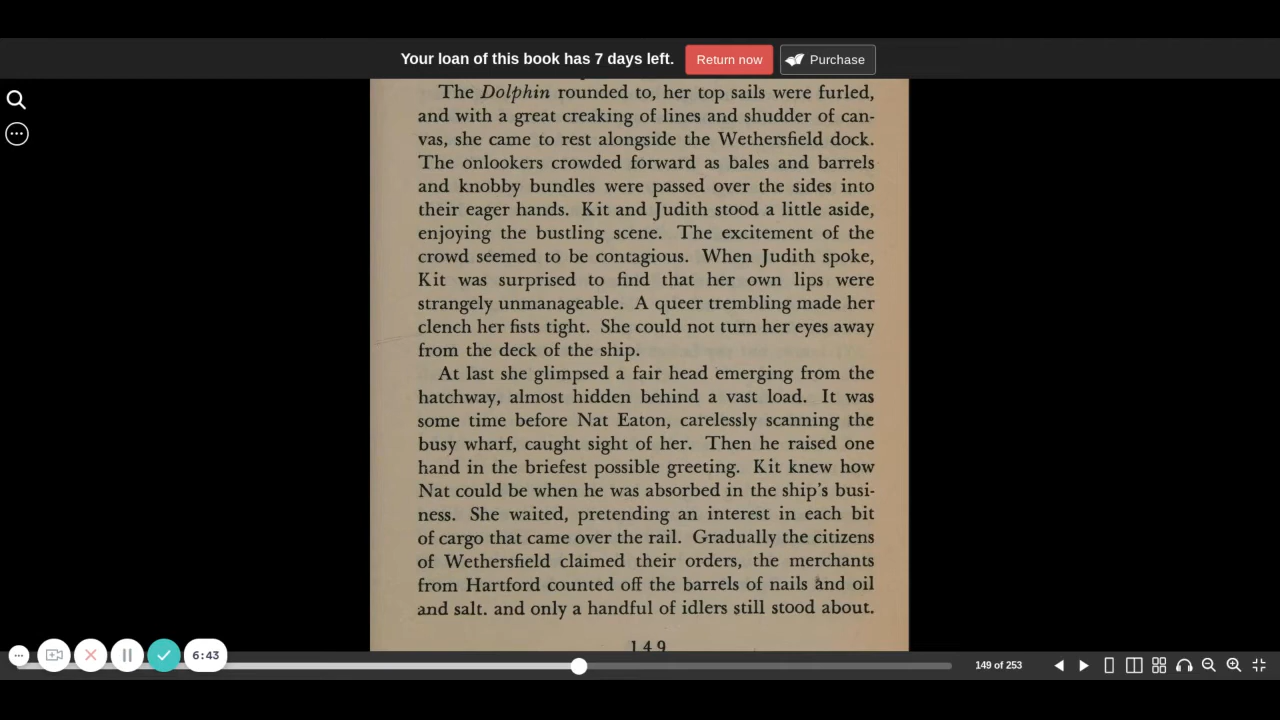 Your loan of this book has 7 days left.
Return now
Purchase
The Dolphin rounded to, her top sails were furled,
and with a great creaking of lines and shudder of can-
vas, she came to rest alongside the Wethersfield dock.
The onlookers crowded forward as bales and barrels
and knobby bundles were passed over the sides into
their eager hands. Kit and Judith stood a little aside,
enjoying the bustling scene. The excitement of the
crowd seemed to be contagious. When Judith spoke,
Kit was surprised to find that her own lips were
strangely unmanageable. A queer trembling made her
clench her fists tight. She could not turn her eyes away
from the deck of the ship.
At last she glimpsed a fair head emerging from the
hatchway, almost hidden behind a vast load. It was
some time before Nat Eaton, carelessly scanning the
busy wharf, caught sight of her. Then he raised one
hand in the briefest possible greeting. Kit knew how
Nat could be when he was absorbed in the ship's busi-
ness. She waited, pretending an interest in each bit
of cargo that came over the rail. Gradually the citizens
of Wethersfield claimed their orders, the merchants
from Hartford counted off the barrels of nails and oil
and salt. and only a handful of idlers still stood about.
149
6:43
149 of 253